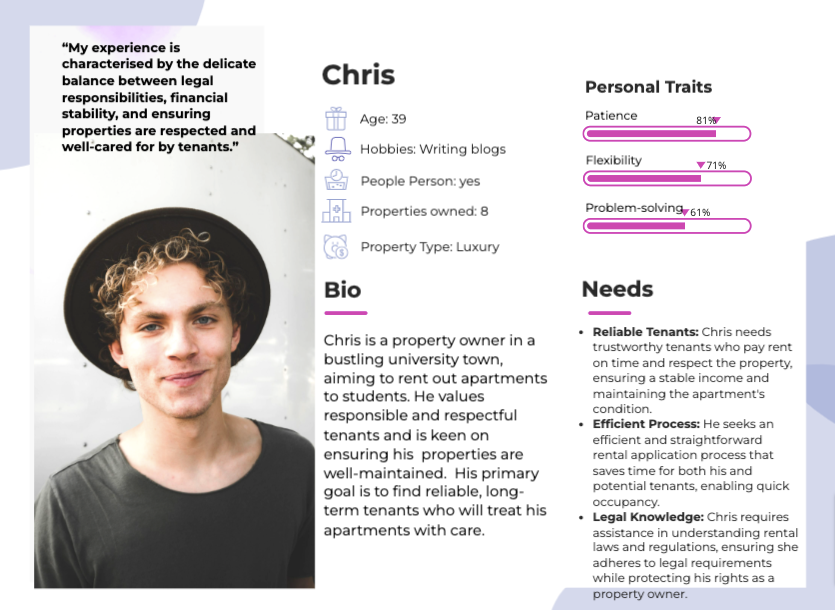 “My experience is
characterised by the delicate
balance between legal
responsibilities, financial
stability, and ensuring
properties are respected and
well-cared for by tenants.”
Chris
Age: 39
Hobbies: Writing blogs
People Person: yes
Properties owned: 8
Property Type: Luxury
Personal Traits
Patience
81%
Flexibility
71%
Problem-solving
61%
Bio
Chris is a property owner in a
bustling university town,
aiming to rent out apartments
to students. He values
responsible and respectful
tenants and is keen on
ensuring his properties are
well-maintained. His primary
goal is to find reliable, long-
term tenants who will treat his
apartments with care.
Needs
• Reliable Tenants: Chris needs
trustworthy tenants who pay rent
on time and respect the property,
ensuring a stable income and
maintaining the apartment's
condition.
• Efficient Process: He seeks an
efficient and straightforward
rental application process that
saves time for both his and
potential tenants, enabling quick
occupancy.
• Legal Knowledge: Chris requires
assistance in understanding rental
laws and regulations, ensuring she
adheres to legal requirements
while protecting his rights as a
property owner.